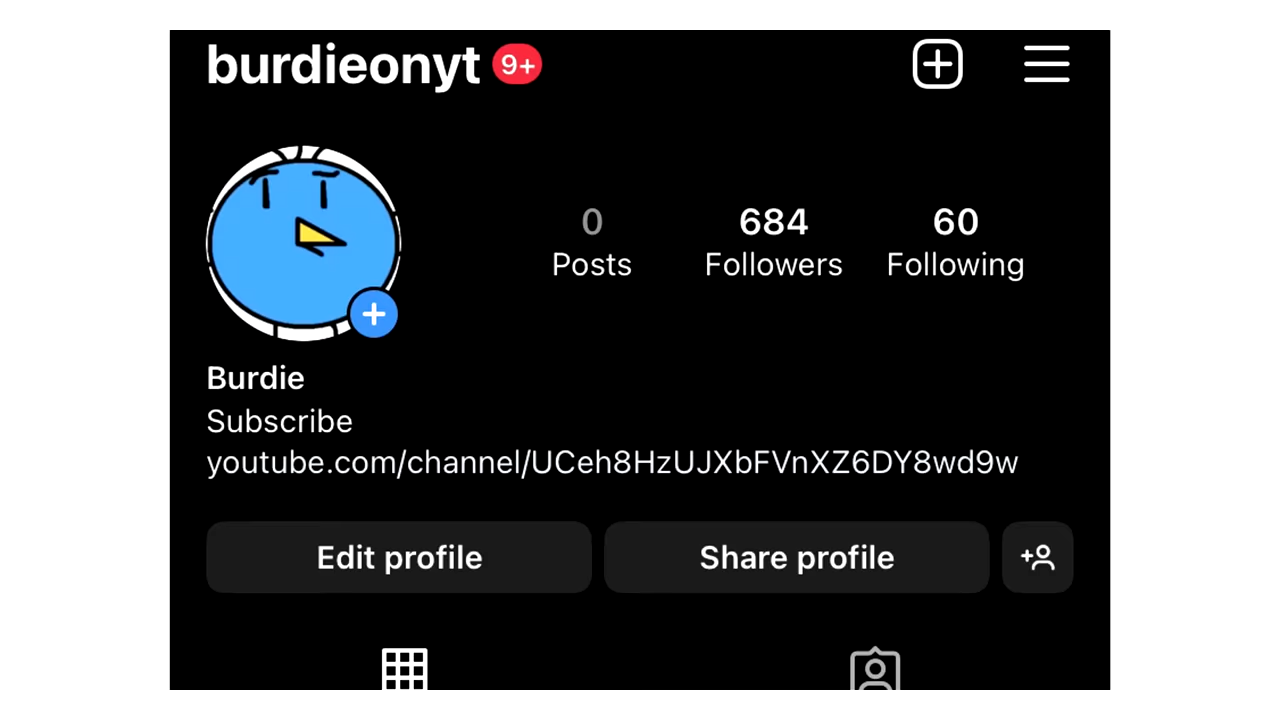 burdieonyt 9+
0 684 60
Posts Followers Following
Burdie
Subscribe
youtube.com/channel/UCeh8HzUJXbFVnXZ6DY8wd9w
Edit profile Share profile